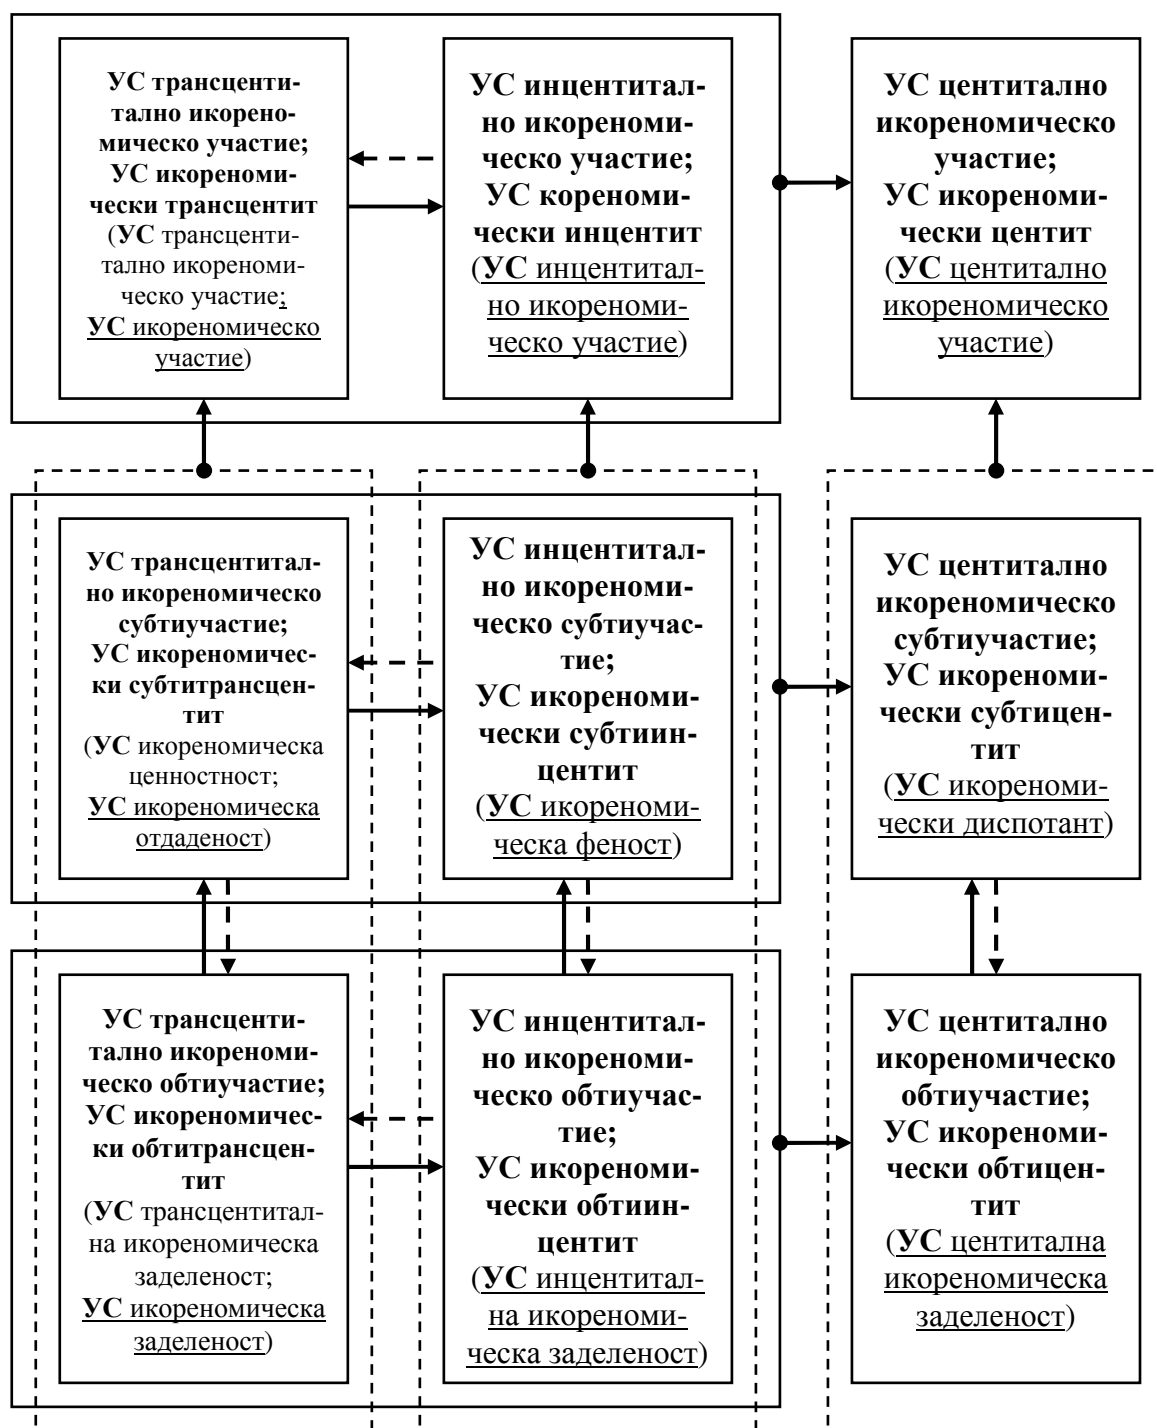 УС трансценти-
тално икорено-
мическо участие;
УС икореноми-
чески трансцентит
(УС трансценти-
тално икореноми-
ческо участие;
УС икореномическо
участие)
УС инцентитал-
но икореноми-
ческо участие;
УС кореноми-
чески инцентит
(УС инцентитал-
но икореноми-
ческо участие)
УС центитално
икореномическо
участие;
УС икореноми-
чески центит
(УС центитално
икореномическо
участие)
УС трансцентитал-
но икореномическо
субтиучастие;
УС икореномичес-
ки субтитрансцен-
тит
(УС икореномическа
ценностност;
УС икореномическа
отдаденост)
УС инцентитал-
но икореноми-
ческо субтиучас-
тие;
УС икореноми-
чески субтиин-
центит
(УС икореноми-
ческа феност)
УС центитално
икореномическо
субтиучастие;
УС икореноми-
чески субтицен-
тит
(УС икореноми-
чески диспотант)
УС трансценти-
тално икореноми-
ческо обтиучастие;
УС икореномичес-
ки обтитрансцен-
тит
(УС трансцентитал-
на икореномическа
заделеност;
УС икореномическа
заделеност)
УС инцентитал-
но икореноми-
ческо обтиучас-
тие;
УС икореноми-
чески обтиин-
центит
(УС инцентитал-
на икореноми-
ческа заделеност)
УС центитално
икореномическо
обтиучастие;
УС икореноми-
чески обтицен-
тит
(УС центитална
икореномическа
заделеност)